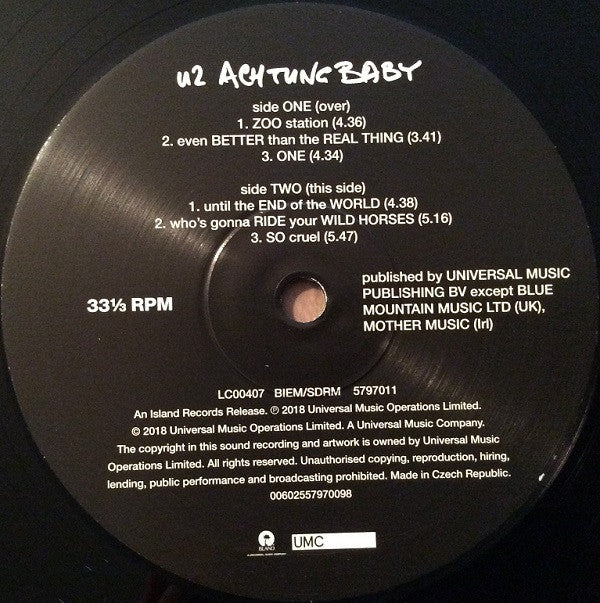 u2 ACHTUNG BABY
side ONE (over)
1. ZOO station (4.36)
2. even BETTER than the REAL THING (3.41)
3. ONE (4.34)
side TWO (this side)
1. until the END of the WORLD (4.38)
2. who's gonna RIDE your WILD HORSES (5.16)
3. SO cruel (5.47)
33⅓ RPM
published by UNIVERSAL MUSIC
PUBLISHING BV except BLUE
MOUNTAIN MUSIC LTD (UK),
MOTHER MUSIC (Irl)
LC00407 BIEM/SDRM 5797011
An Island Records Release. ℗ 2018 Universal Music Operations Limited.
© 2018 Universal Music Operations Limited. A Universal Music Company.
The copyright in this sound recording and artwork is owned by Universal Music
Operations Limited. All rights reserved. Unauthorised copying, reproduction, hiring,
lending, public performance and broadcasting prohibited. Made in Czech Republic.
00602557970098
ISLAND
UMC